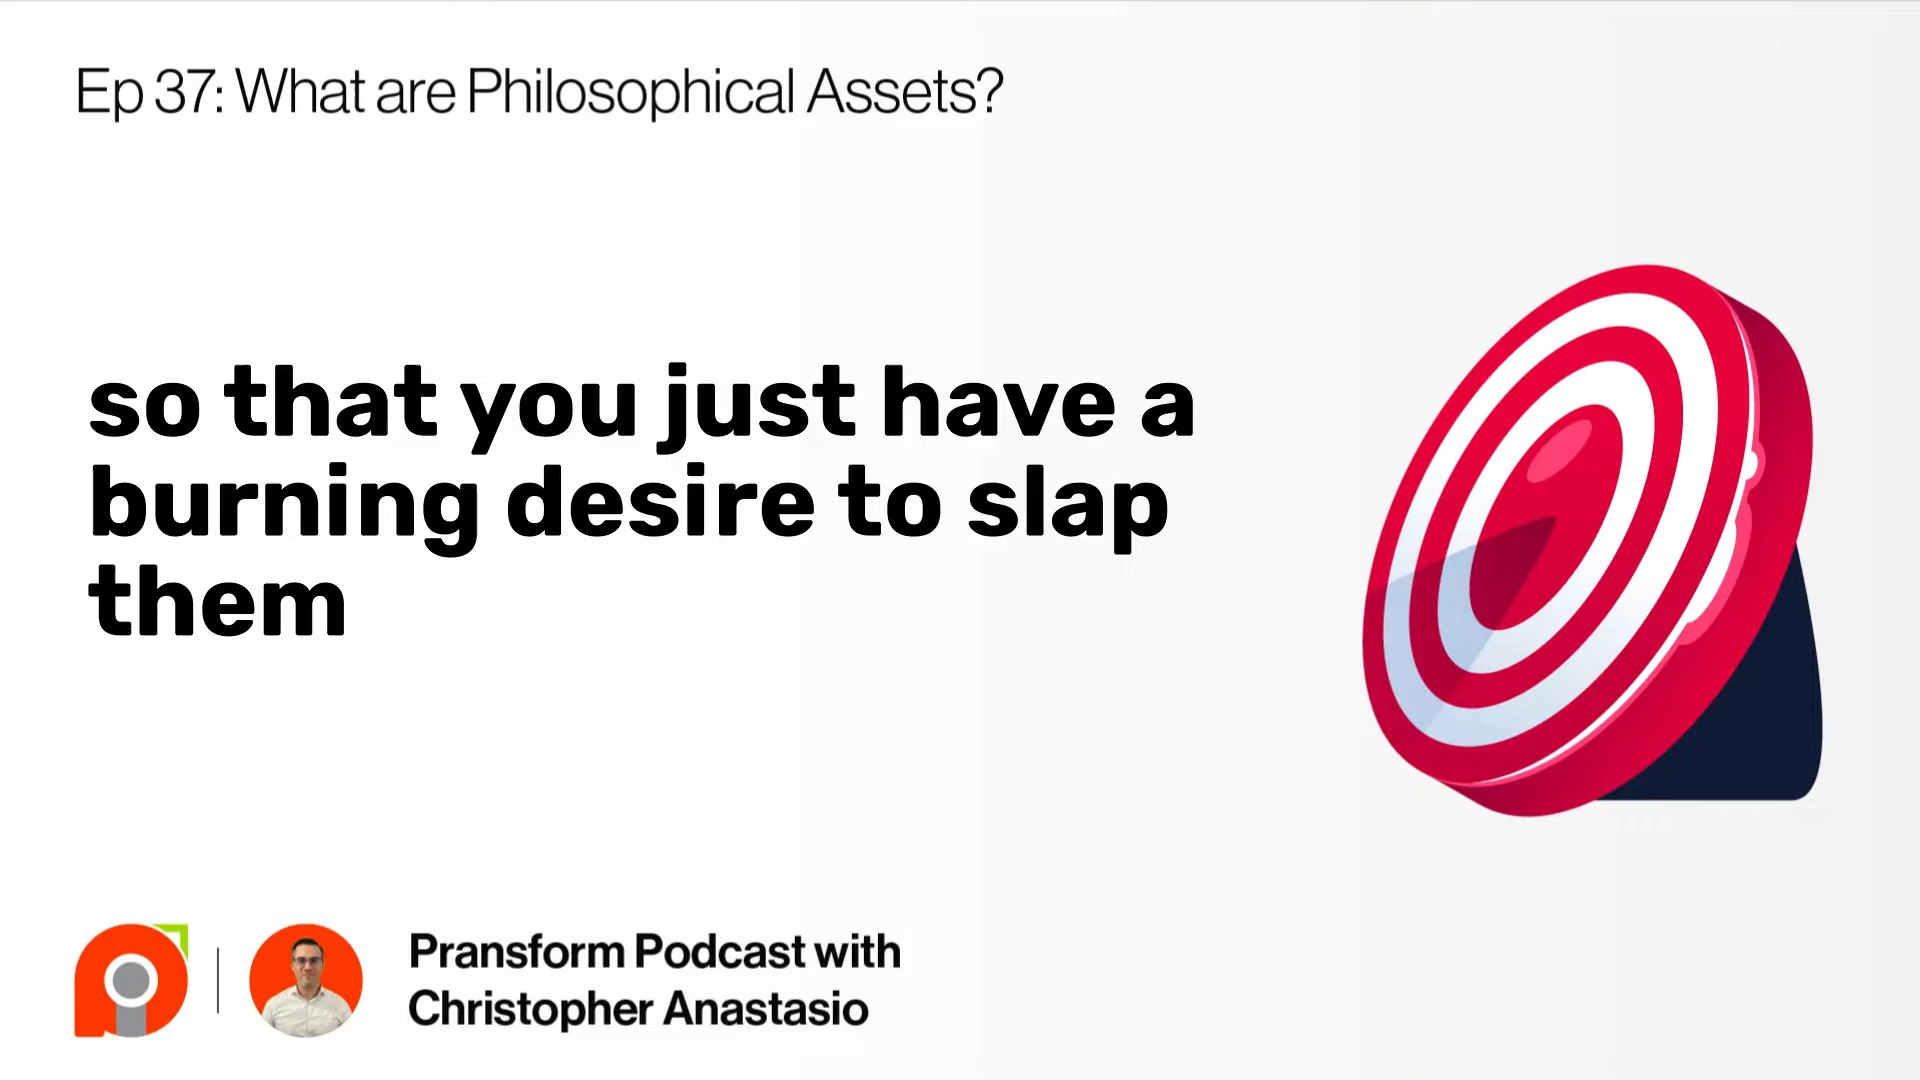 Ep 37: What are Philosophical Assets?
so that you just have a
burning desire to slap
them
Pransform Podcast with
Christopher Anastasio